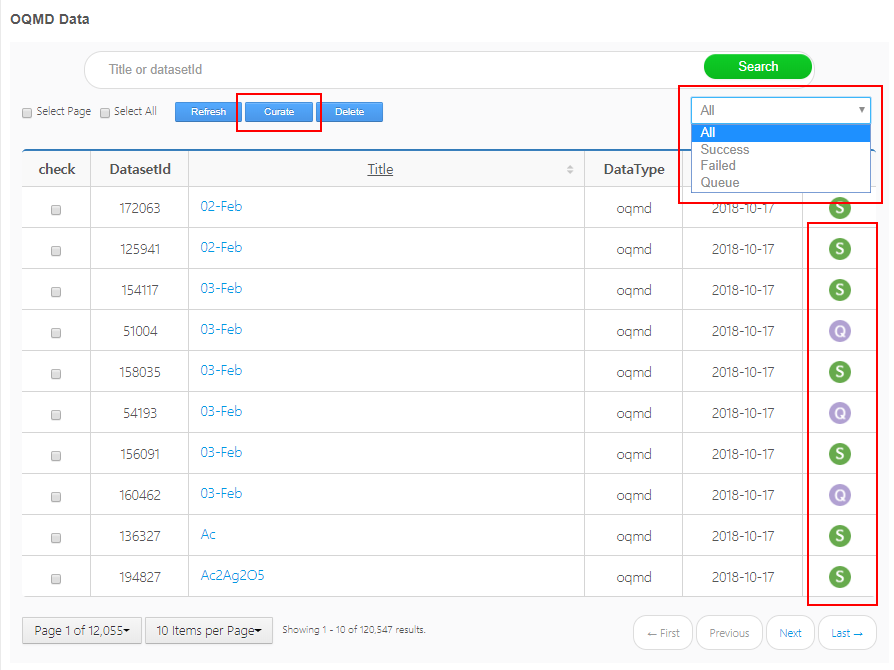 OQMD Data
Title or datasetId Search
Select Page Select All Refresh Curate Delete All
All
Success
Failed
Queue
check DatasetId Title DataType
172063 02-Feb oqmd 2018-10-17 S
125941 02-Feb oqmd 2018-10-17 S
154117 03-Feb oqmd 2018-10-17 S
51004 03-Feb oqmd 2018-10-17 Q
158035 03-Feb oqmd 2018-10-17 S
54193 03-Feb oqmd 2018-10-17 Q
156091 03-Feb oqmd 2018-10-17 S
160462 03-Feb oqmd 2018-10-17 Q
136327 Ac oqmd 2018-10-17 S
194827 Ac2Ag2O5 oqmd 2018-10-17 S
Page 1 of 12,055 10 Items per Page Showing 1 - 10 of 120,547 results. ← First Previous Next Last →